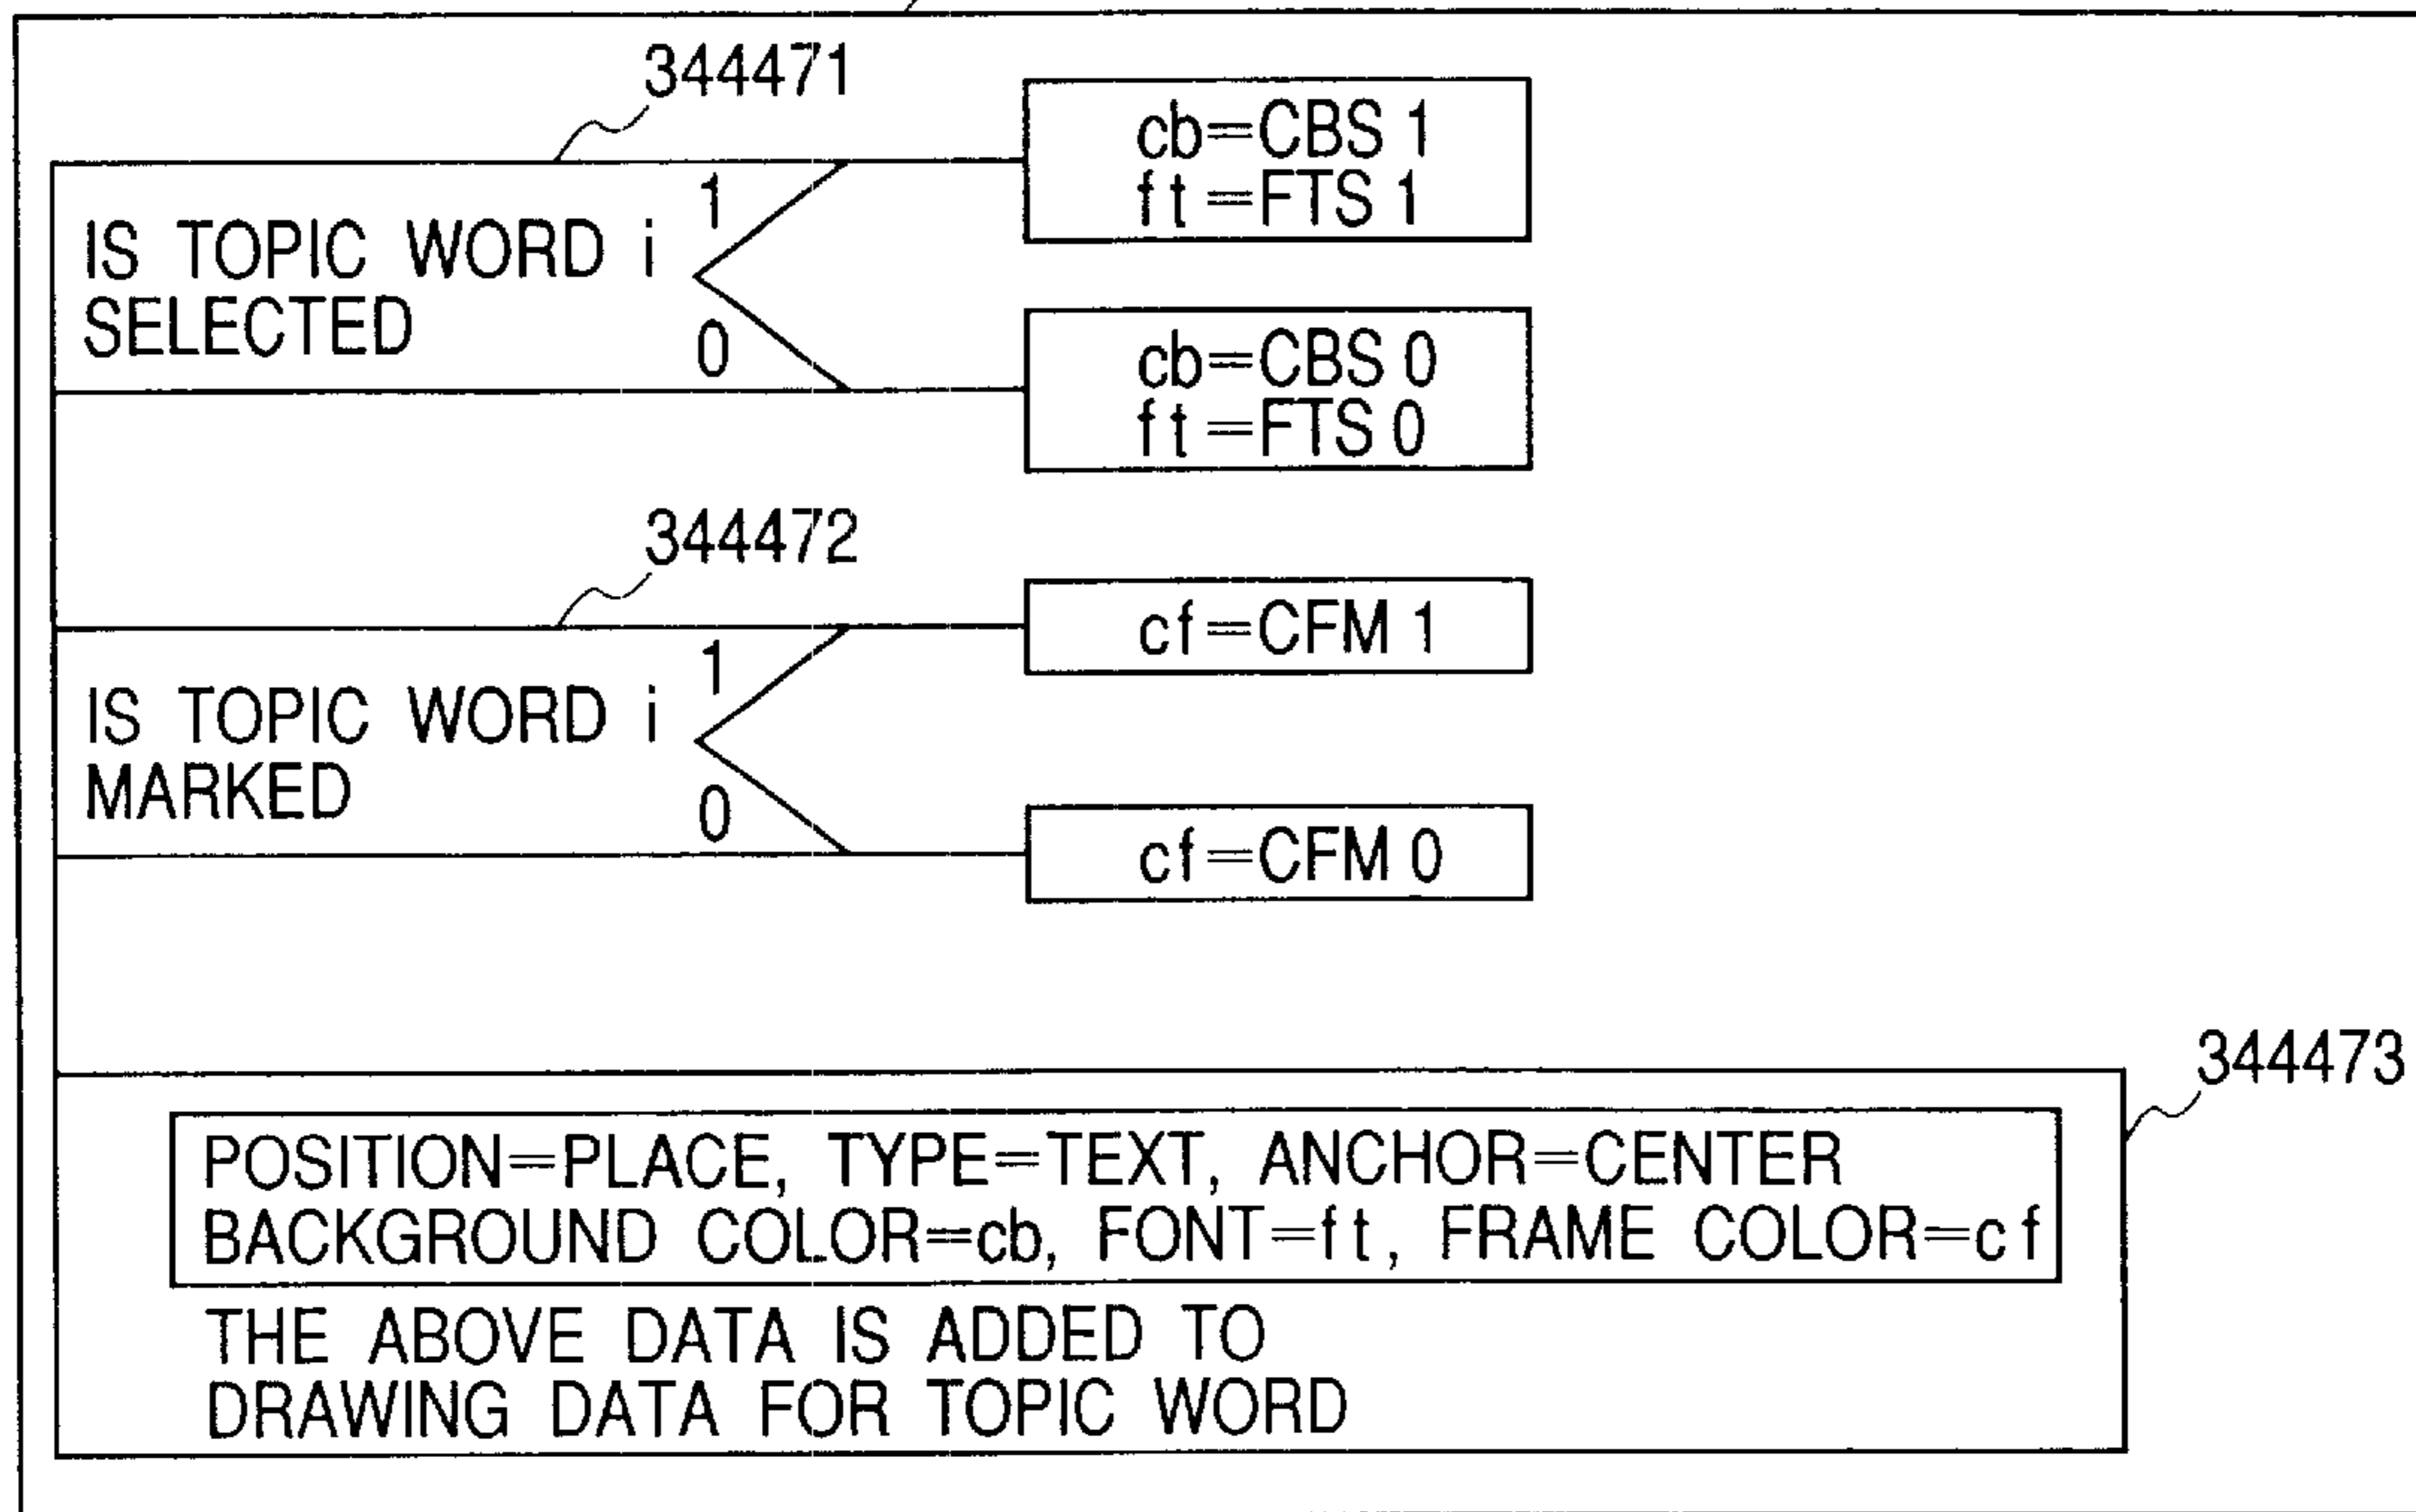 344471
cb=CBS 1
ft=FTS 1
1
IS TOPIC WORD i
SELECTED
0
cb=CBS 0
ft=FTS 0
344472
cf=CFM 1
1
IS TOPIC WORD i
MARKED
0
cf=CFM 0
344473
POSITION=PLACE, TYPE=TEXT, ANCHOR=CENTER
BACKGROUND COLOR=cb, FONT=ft, FRAME COLOR=cf
THE ABOVE DATA IS ADDED TO
DRAWING DATA FOR TOPIC WORD